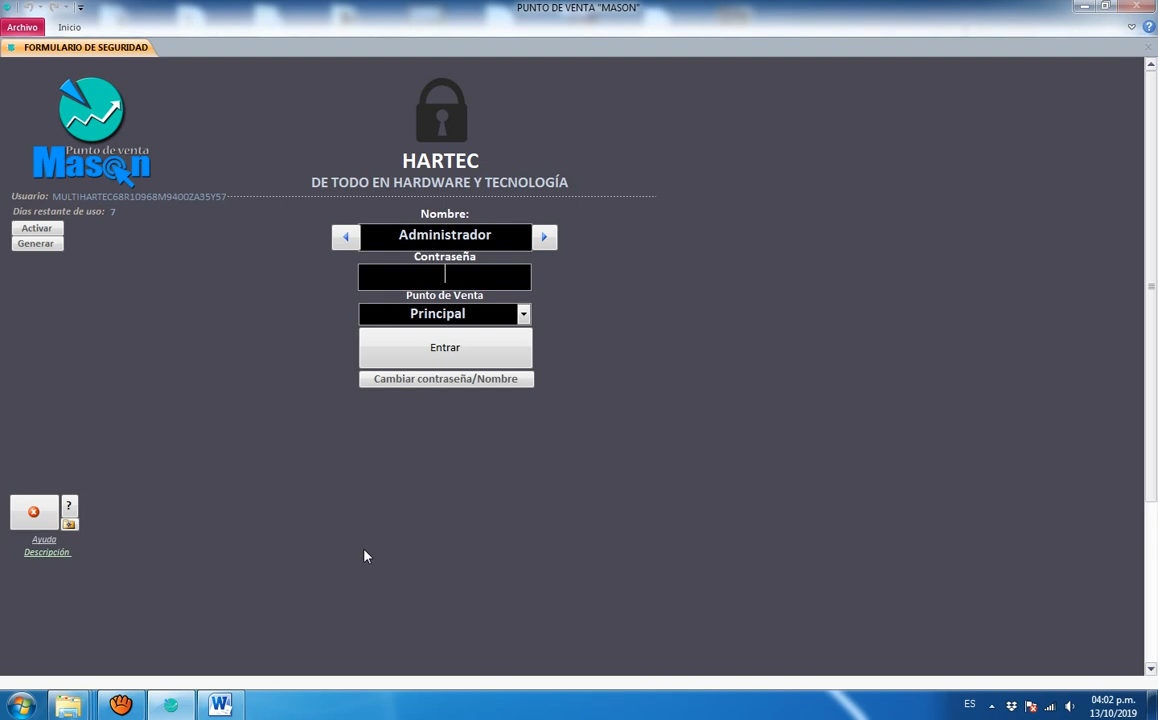 PUNTO DE VENTA "MASON"
Archivo
Inicio
FORMULARIO DE SEGURIDAD
Punto de venta
Mason
HARTEC
DE TODO EN HARDWARE Y TECNOLOGÍA
Usuario: MULTIHARTEC68R10968M9400ZA35Y57
Días restante de uso: 7
Activar
Generar
Nombre:
Administrador
Contraseña
Punto de Venta
Principal
Entrar
Cambiar contraseña/Nombre
?
Ayuda
Descripción
ES
04:02 p.m.
13/10/2019